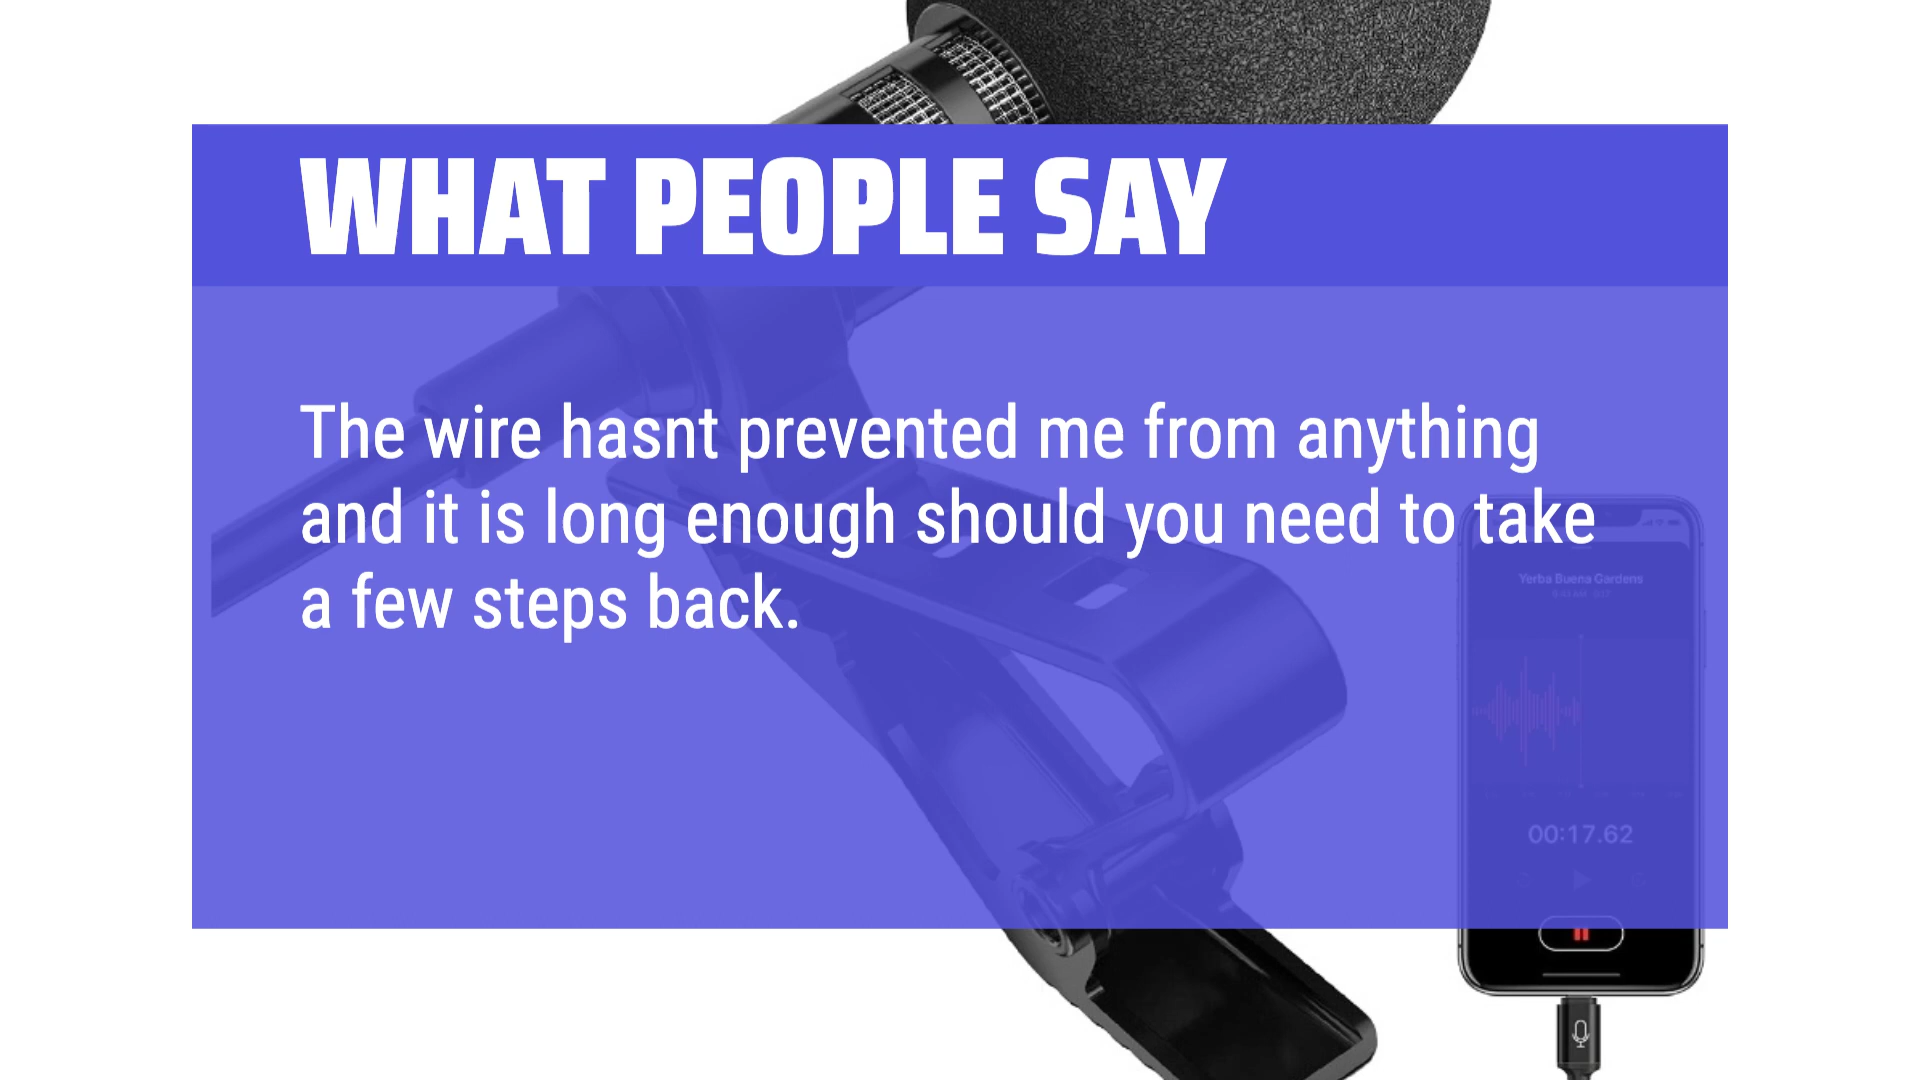 WHAT PEOPLE SAY
The wire hasnt prevented me from anything
and it is long enough should you need to take
a few steps back.
Yerba Buena Gardens
00:17.62